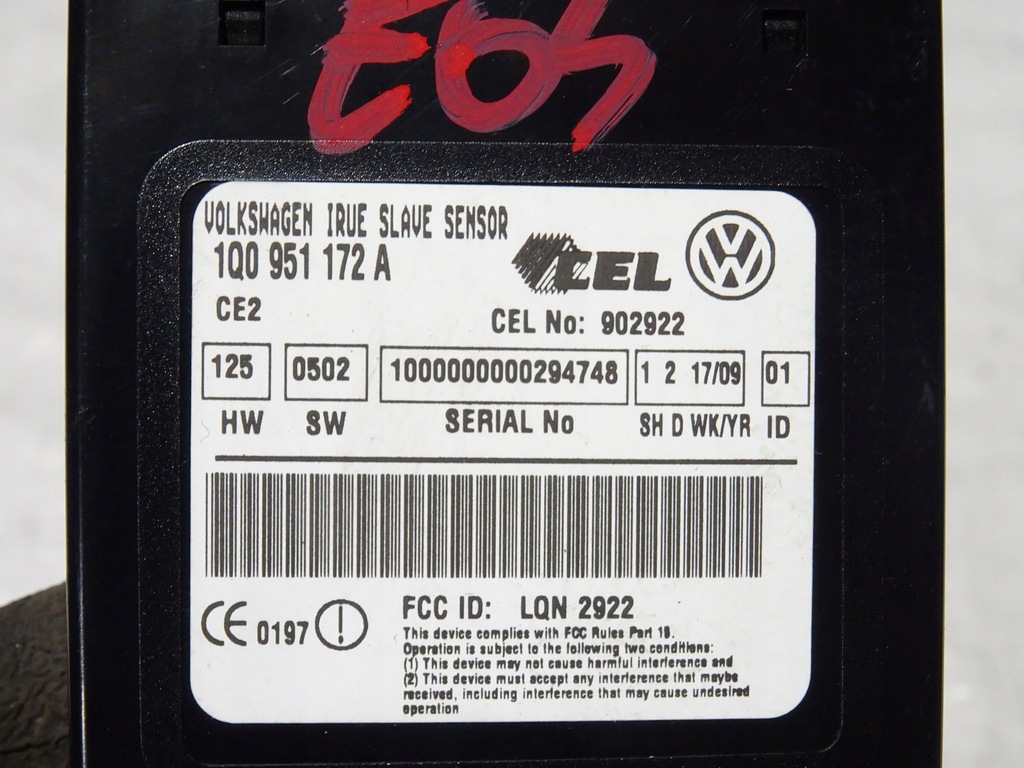 EOS
VOLKSWAGEN IRUE SLAVE SENSOR
1Q0 951 172 A
CEL
VW
CE2
CEL No: 902922
125 0502 10000000000294748 1 2 17/09 01
HW SW SERIAL No SH D WK/YR ID
CE 0197 !
FCC ID: LQN 2922
This device complies with FCC Rules Part 15.
Operation is subject to the following two conditions:
(1) This device may not cause harmful interference and
(2) This device must accept any interference that maybe
received, including interference that may cause undesired
operation